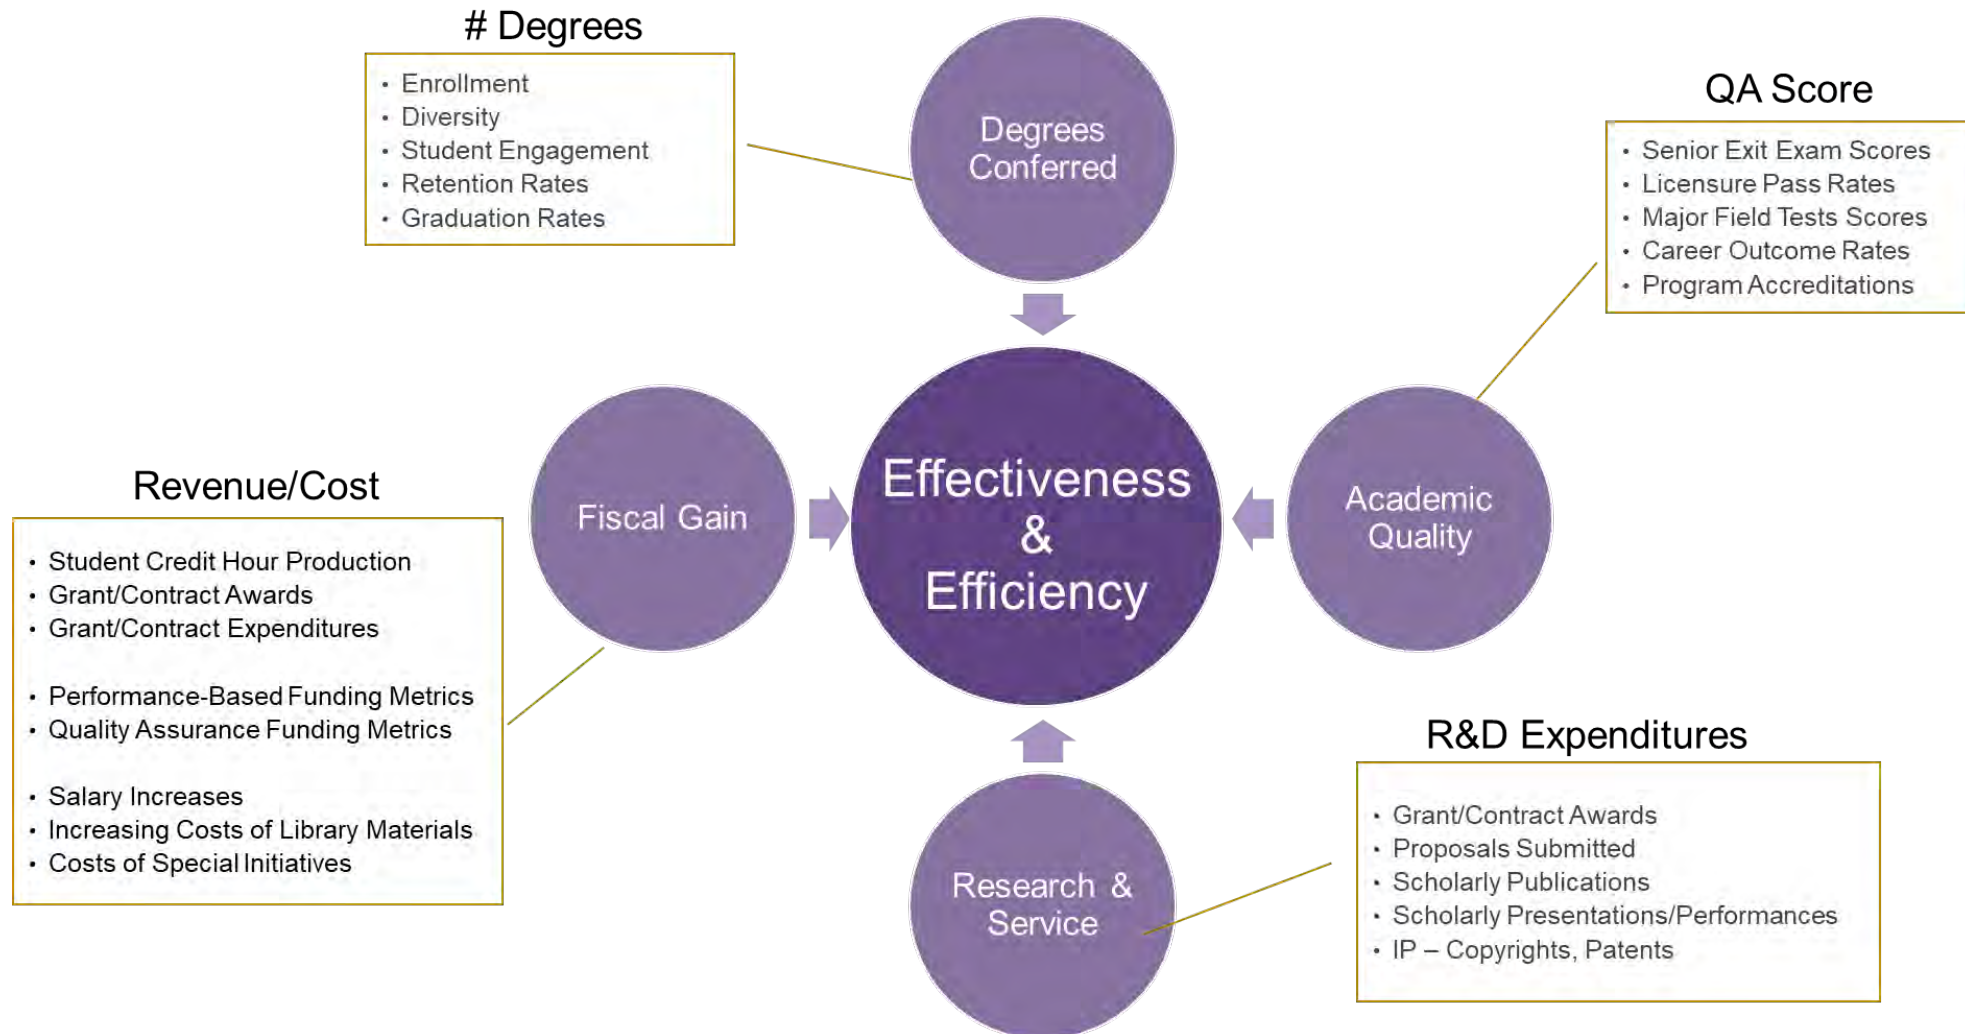 # Degrees
• Enrollment
• Diversity
• Student Engagement
• Retention Rates
• Graduation Rates
Degrees
Conferred
QA Score
• Senior Exit Exam Scores
• Licensure Pass Rates
• Major Field Tests Scores
• Career Outcome Rates
• Program Accreditations
Revenue/Cost
• Student Credit Hour Production
• Grant/Contract Awards
• Grant/Contract Expenditures
• Performance-Based Funding Metrics
• Quality Assurance Funding Metrics
• Salary Increases
• Increasing Costs of Library Materials
• Costs of Special Initiatives
Fiscal Gain
Effectiveness
&
Efficiency
Academic
Quality
R&D Expenditures
• Grant/Contract Awards
• Proposals Submitted
• Scholarly Publications
• Scholarly Presentations/Performances
• IP – Copyrights, Patents
Research &
Service